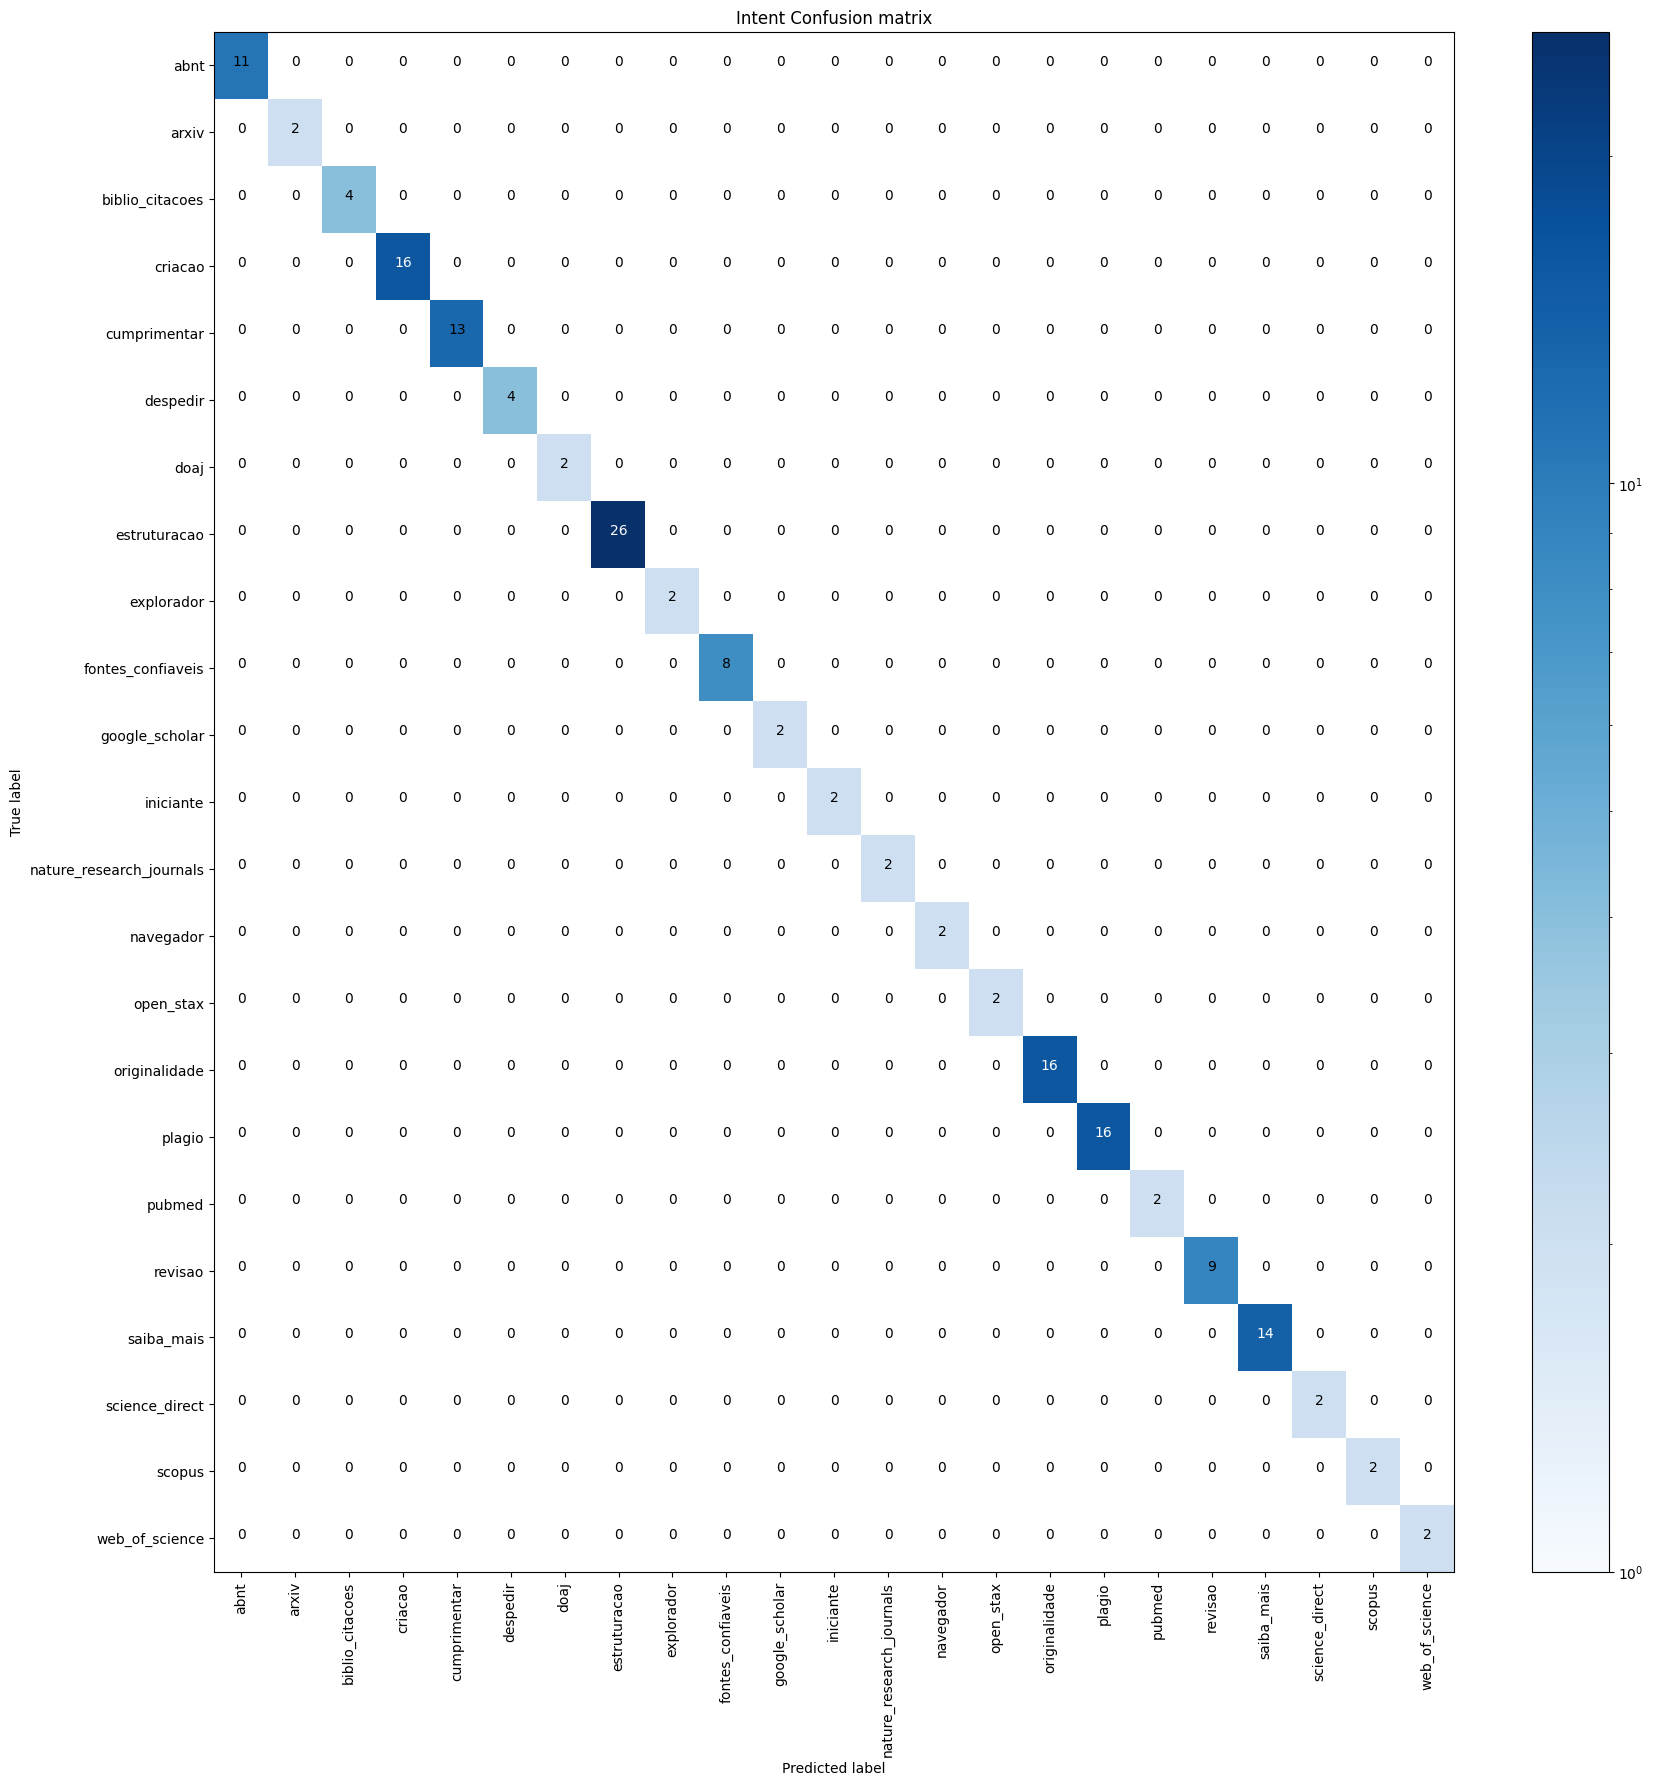 Intent Confusion matrix
abnt 11 0 0 0 0 0 0 0 0 0 0 0 0 0 0 0 0 0 0 0 0 0 0
arxiv 0 2 0 0 0 0 0 0 0 0 0 0 0 0 0 0 0 0 0 0 0 0 0
biblio_citacoes 0 0 4 0 0 0 0 0 0 0 0 0 0 0 0 0 0 0 0 0 0 0 0
criacao 0 0 0 16 0 0 0 0 0 0 0 0 0 0 0 0 0 0 0 0 0 0 0
cumprimentar 0 0 0 0 13 0 0 0 0 0 0 0 0 0 0 0 0 0 0 0 0 0 0
despedir 0 0 0 0 0 4 0 0 0 0 0 0 0 0 0 0 0 0 0 0 0 0 0
doaj 0 0 0 0 0 0 2 0 0 0 0 0 0 0 0 0 0 0 0 0 0 0 0
estruturacao 0 0 0 0 0 0 0 26 0 0 0 0 0 0 0 0 0 0 0 0 0 0 0
explorador 0 0 0 0 0 0 0 0 2 0 0 0 0 0 0 0 0 0 0 0 0 0 0
fontes_confiaveis 0 0 0 0 0 0 0 0 0 8 0 0 0 0 0 0 0 0 0 0 0 0 0
google_scholar 0 0 0 0 0 0 0 0 0 0 2 0 0 0 0 0 0 0 0 0 0 0 0
iniciante 0 0 0 0 0 0 0 0 0 0 0 2 0 0 0 0 0 0 0 0 0 0 0
nature_research_journals 0 0 0 0 0 0 0 0 0 0 0 0 2 0 0 0 0 0 0 0 0 0 0
navegador 0 0 0 0 0 0 0 0 0 0 0 0 0 2 0 0 0 0 0 0 0 0 0
open_stax 0 0 0 0 0 0 0 0 0 0 0 0 0 0 2 0 0 0 0 0 0 0 0
originalidade 0 0 0 0 0 0 0 0 0 0 0 0 0 0 0 16 0 0 0 0 0 0 0
plagio 0 0 0 0 0 0 0 0 0 0 0 0 0 0 0 0 16 0 0 0 0 0 0
pubmed 0 0 0 0 0 0 0 0 0 0 0 0 0 0 0 0 0 2 0 0 0 0 0
revisao 0 0 0 0 0 0 0 0 0 0 0 0 0 0 0 0 0 0 9 0 0 0 0
saiba_mais 0 0 0 0 0 0 0 0 0 0 0 0 0 0 0 0 0 0 0 14 0 0 0
science_direct 0 0 0 0 0 0 0 0 0 0 0 0 0 0 0 0 0 0 0 0 2 0 0
scopus 0 0 0 0 0 0 0 0 0 0 0 0 0 0 0 0 0 0 0 0 0 2 0
web_of_science 0 0 0 0 0 0 0 0 0 0 0 0 0 0 0 0 0 0 0 0 0 0 2
True label
abnt
arxiv
biblio_citacoes
criacao
cumprimentar
despedir
doaj
estruturacao
explorador
fontes_confiaveis
google_scholar
iniciante
nature_research_journals
navegador
open_stax
originalidade
plagio
pubmed
revisao
saiba_mais
science_direct
scopus
web_of_science
Predicted label
10¹
10⁰